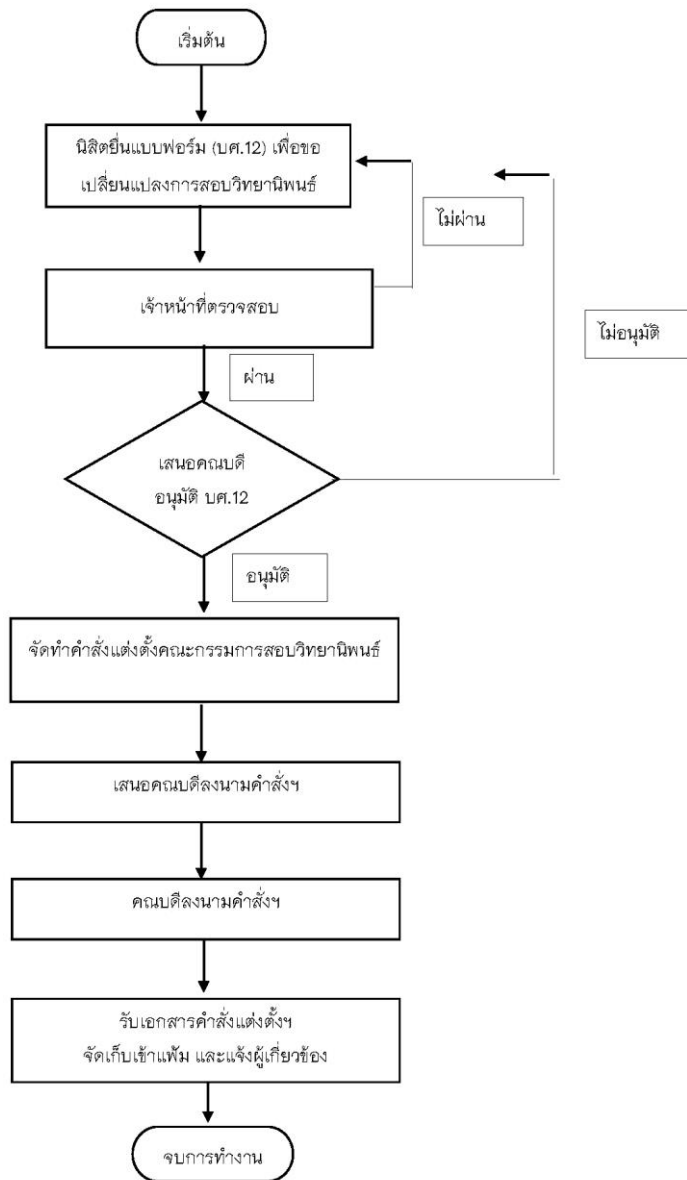 เริ่มต้น
นิสิตยื่นแบบฟอร์ม (บศ.12) เพื่อขอ
เปลี่ยนแปลงการสอบวิทยานิพนธ์
ไม่ผ่าน
เจ้าหน้าที่ตรวจสอบ
ไม่อนุมัติ
ผ่าน
เสนอคณบดี
อนุมัติ บศ.12
อนุมัติ
จัดทำคำสั่งแต่งตั้งคณะกรรมการสอบวิทยานิพนธ์
เสนอคณบดีลงนามคำสั่งฯ
คณบดีลงนามคำสั่งฯ
รับเอกสารคำสั่งแต่งตั้งฯ
จัดเก็บเข้าแฟ้ม และแจ้งผู้เกี่ยวข้อง
จบการทำงาน